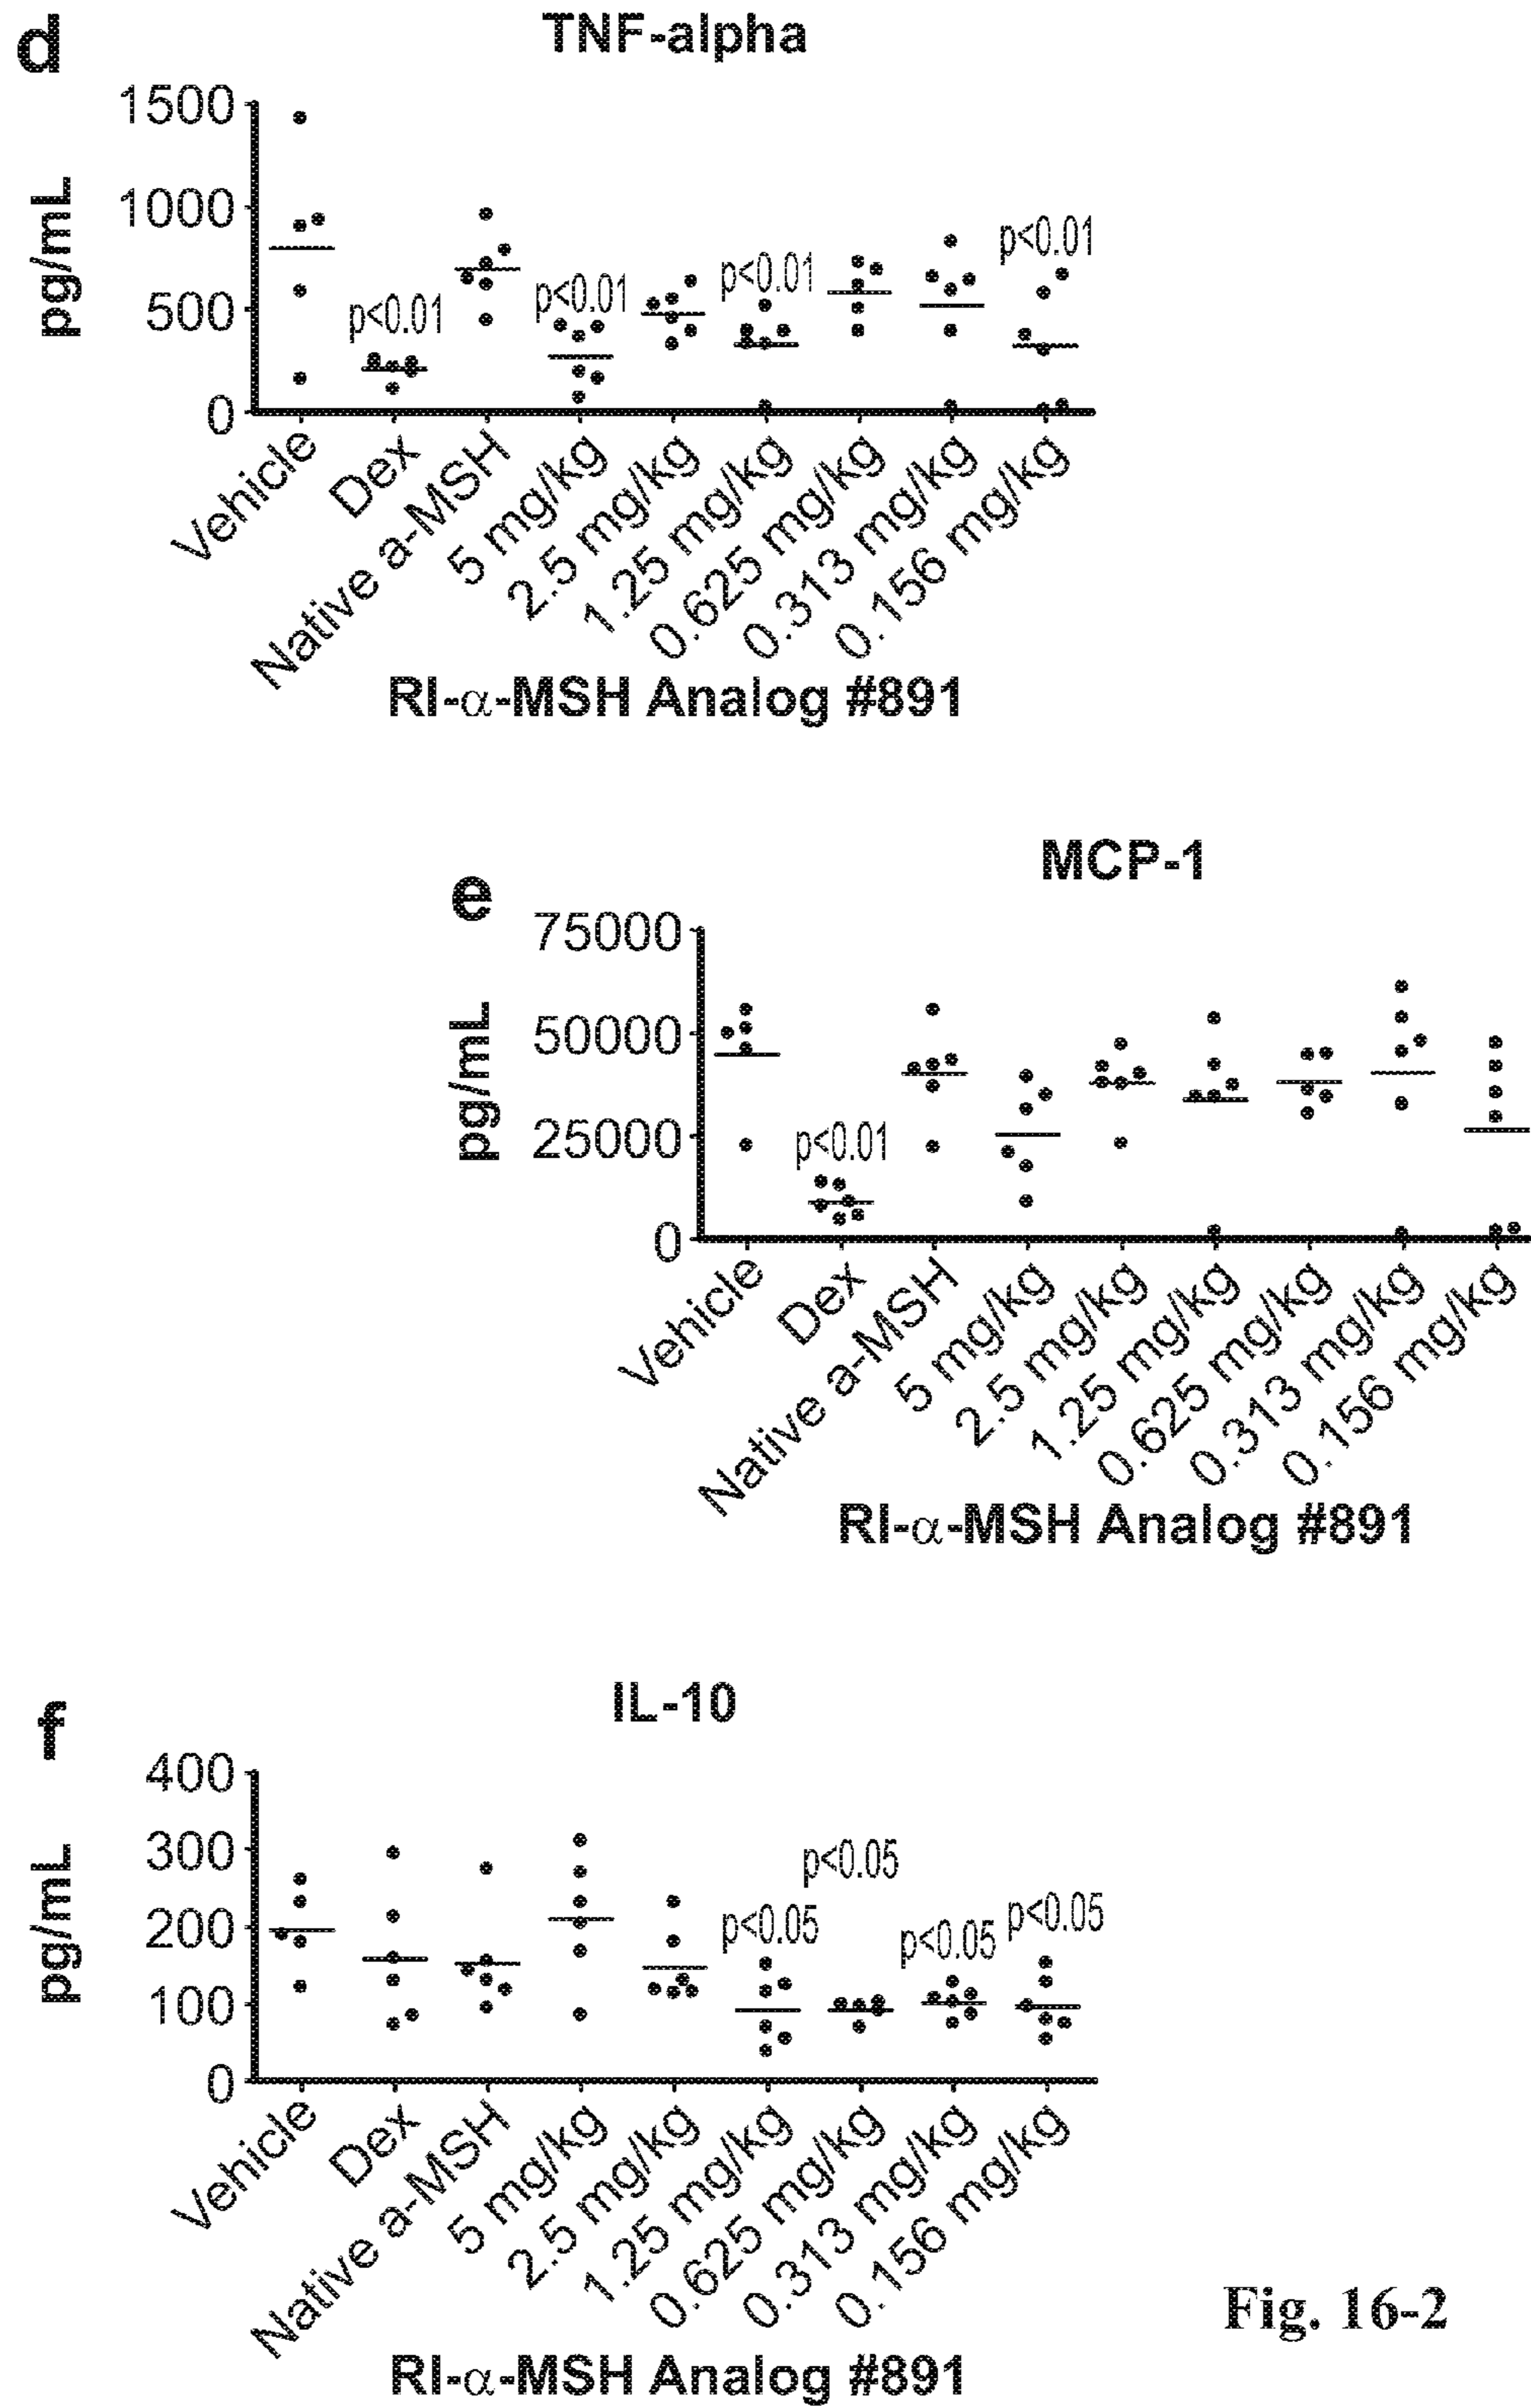 d
TNF-alpha
1500
1000
500
0
pg/mL
p<0.01
p<0.01
p<0.01
p<0.01
Vehicle
Dex
Native a-MSH
5 mg/kg
2.5 mg/kg
1.25 mg/kg
0.625 mg/kg
0.313 mg/kg
0.156 mg/kg
RI-α-MSH Analog #891
e
MCP-1
75000
50000
25000
0
pg/mL
p<0.01
Vehicle
Dex
Native a-MSH
5 mg/kg
2.5 mg/kg
1.25 mg/kg
0.625 mg/kg
0.313 mg/kg
0.156 mg/kg
RI-α-MSH Analog #891
f
IL-10
400
300
200
100
0
pg/mL
p<0.05
p<0.05
p<0.05
p<0.05
Vehicle
Dex
Native a-MSH
5 mg/kg
2.5 mg/kg
1.25 mg/kg
0.625 mg/kg
0.313 mg/kg
0.156 mg/kg
RI-α-MSH Analog #891
Fig. 16-2